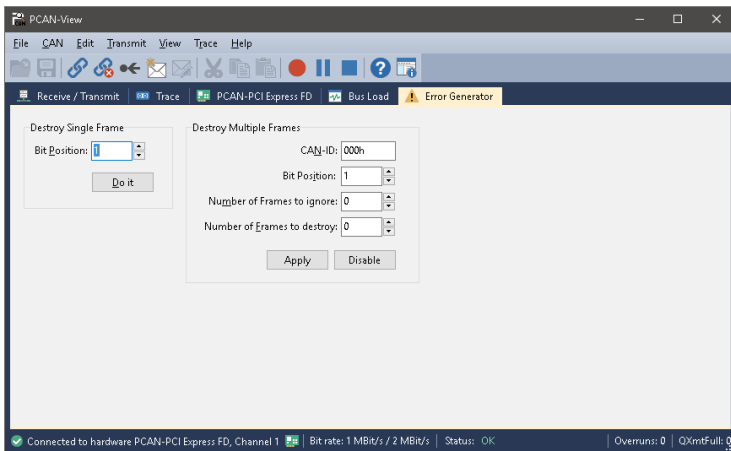 PCAN-View
File CAN Edit Transmit View Trace Help
Receive / Transmit Trace PCAN-PCI Express FD Bus Load Error Generator
Destroy Single Frame
Bit Position: 1
Do it
Destroy Multiple Frames
CAN-ID: 000h
Bit Position: 1
Number of Frames to ignore: 0
Number of Frames to destroy: 0
Apply Disable
Connected to hardware PCAN-PCI Express FD, Channel 1 Bit rate: 1 MBit/s / 2 MBit/s Status: OK Overruns: 0 QXmtFull: 0